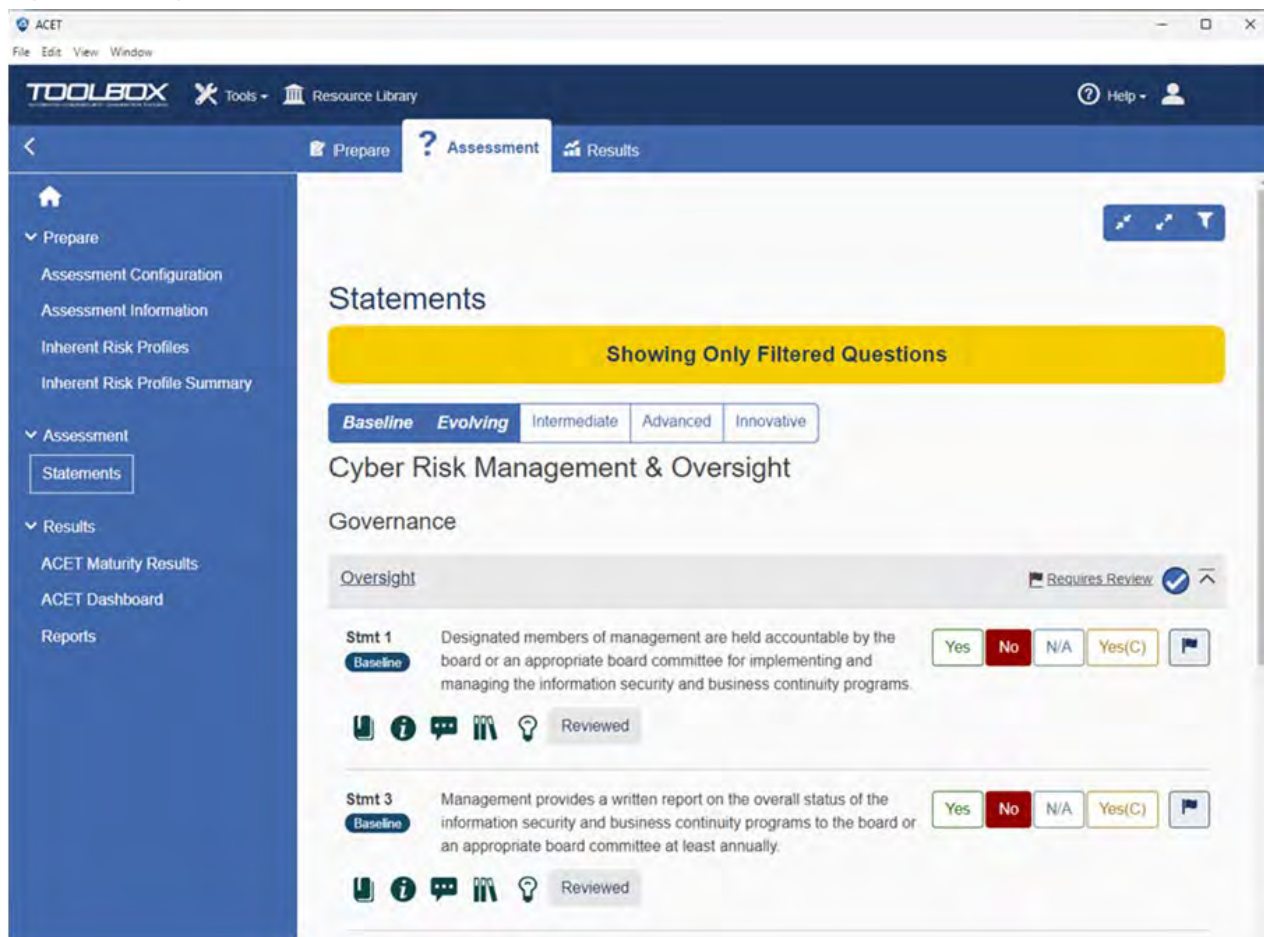 ACET
File Edit View Window
TOOLBOX Tools Resource Library Help
Prepare ? Assessment Results
Prepare
Assessment Configuration
Assessment Information
Inherent Risk Profiles
Inherent Risk Profile Summary
Assessment
Statements
Results
ACET Maturity Results
ACET Dashboard
Reports
Statements
Showing Only Filtered Questions
Baseline Evolving Intermediate Advanced Innovative
Cyber Risk Management & Oversight
Governance
Oversight Requires Review
Stmt 1 Designated members of management are held accountable by the Yes No N/A Yes(C)
Baseline board or an appropriate board committee for implementing and
managing the information security and business continuity programs.
Reviewed
Stmt 3 Management provides a written report on the overall status of the Yes No N/A Yes(C)
Baseline information security and business continuity programs to the board or
an appropriate board committee at least annually.
Reviewed